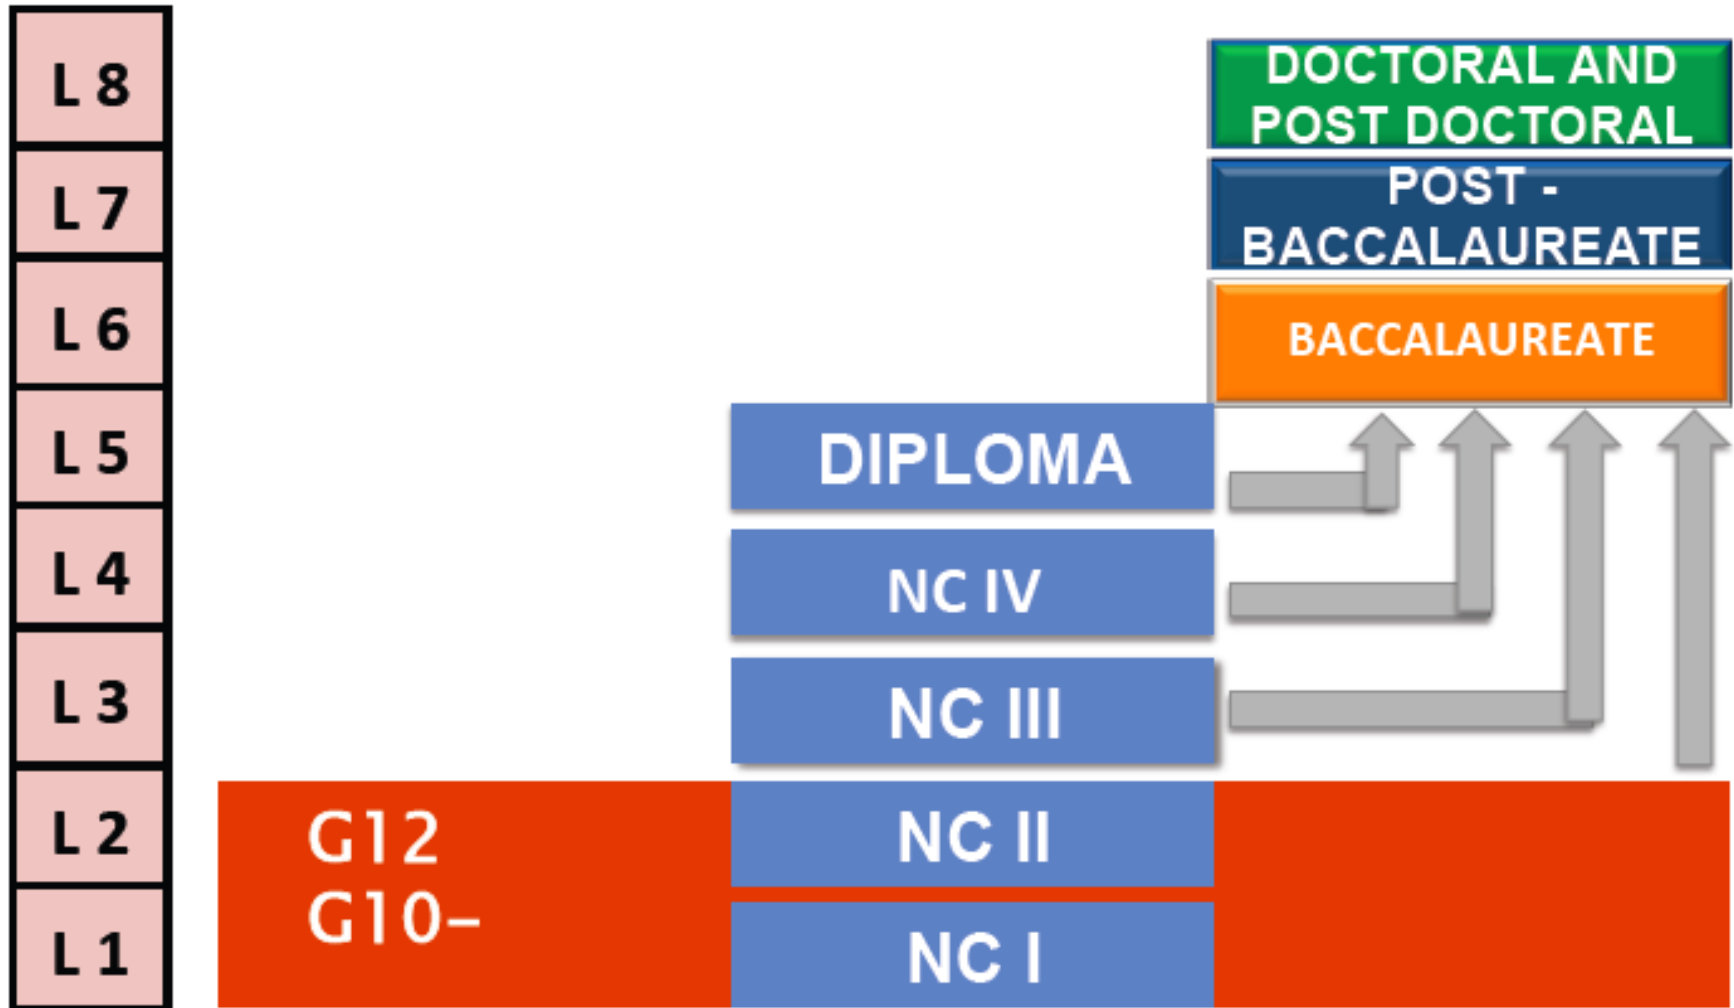 L 8
DOCTORAL AND
POST DOCTORAL
L 7
POST -
BACCALAUREATE
L 6
BACCALAUREATE
L 5
DIPLOMA
L 4
NC IV
L 3
NC III
L 2
G12
NC II
G10-
L 1
NC I